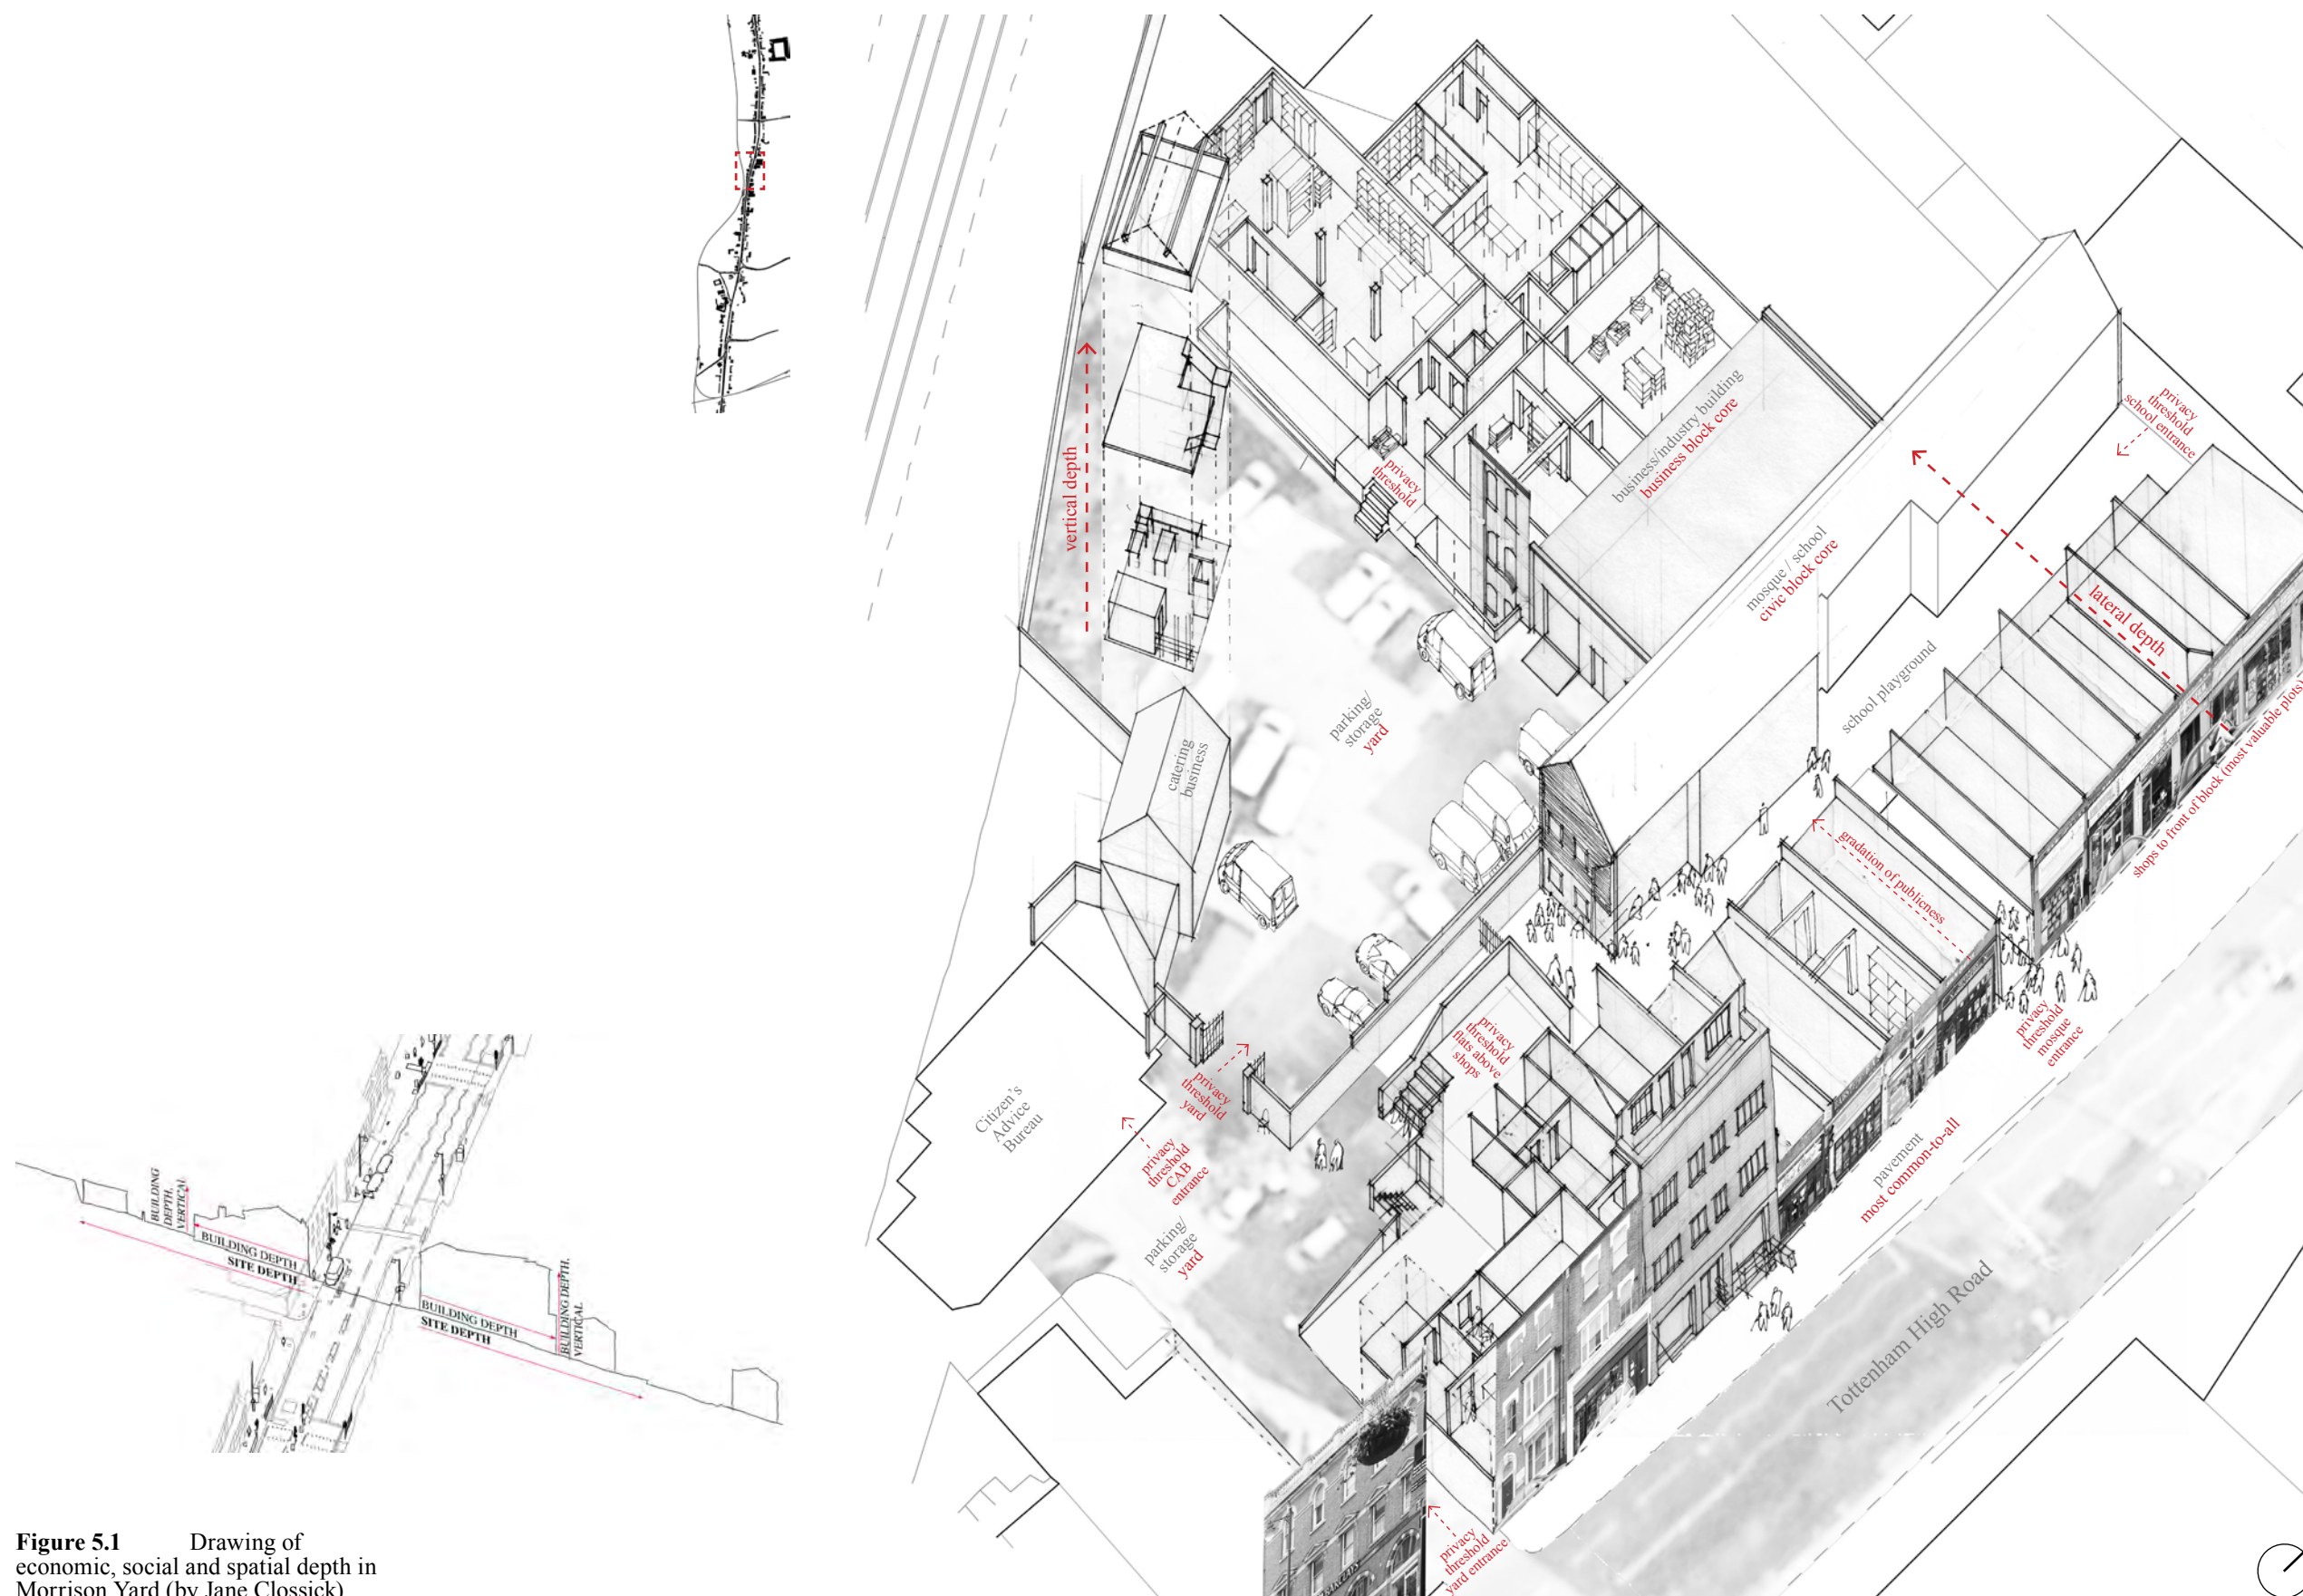 vertical depth
privacy
threshold
business/industry building
business block core
mosque / school
civic block core
privacy
threshold
school entrance
lateral depth
shops to front of block (most valuable plots)
school playground
parking/
storage
yard
catering
business
gradation of publicness
privacy
threshold
mosque
entrance
privacy
threshold
flats above
shops
privacy
threshold
yard
Citizen's
Advice
Bureau
privacy
threshold
CAB
entrance
parking/
storage
yard
pavement
most common-to-all
Tottenham High Road
privacy
threshold
yard entrance
BARCLAYS
BUILDING
DEPTH,
VERTICAL
BUILDING DEPTH
SITE DEPTH
BUILDING DEPTH
SITE DEPTH
BUILDING DEPTH,
VERTICAL
Figure 5.1 Drawing of
economic, social and spatial depth in
Morrison Yard (by Jane Clossick)